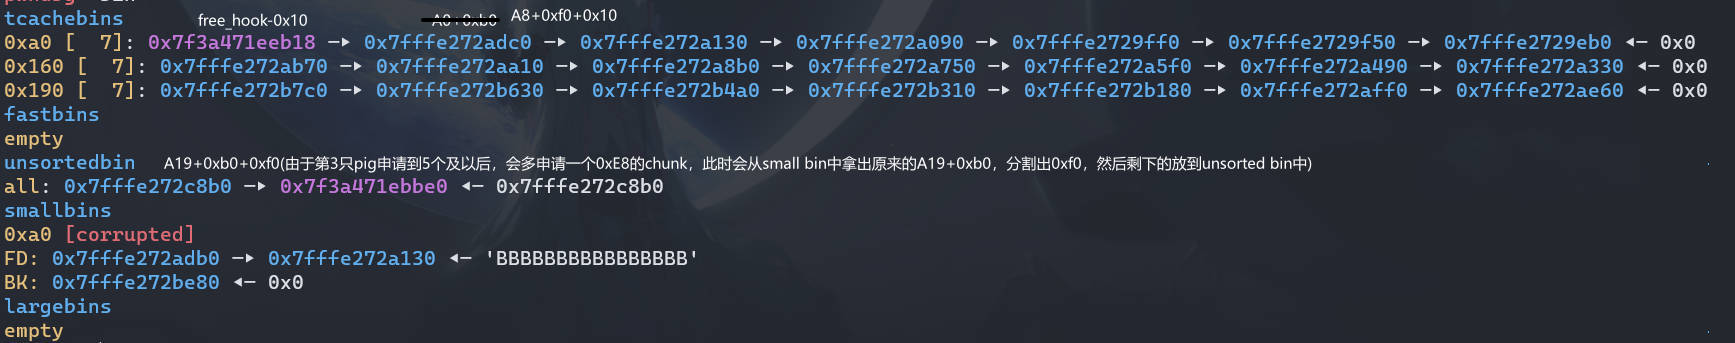 free_hook-0x10
A8+0xf0+0x10
tcachebins
0xa0 [  7]: 0x7f3a471eeb18 —▸ 0x7fffe272adc0 —▸ 0x7fffe272a130 —▸ 0x7fffe272a090 —▸ 0x7fffe2729ff0 —▸ 0x7fffe2729f50 —▸ 0x7fffe2729eb0 ◂— 0x0
0x160 [  7]: 0x7fffe272ab70 —▸ 0x7fffe272aa10 —▸ 0x7fffe272a8b0 —▸ 0x7fffe272a750 —▸ 0x7fffe272a5f0 —▸ 0x7fffe272a490 —▸ 0x7fffe272a330 ◂— 0x0
0x190 [  7]: 0x7fffe272b7c0 —▸ 0x7fffe272b630 —▸ 0x7fffe272b4a0 —▸ 0x7fffe272b310 —▸ 0x7fffe272b180 —▸ 0x7fffe272aff0 —▸ 0x7fffe272ae60 ◂— 0x0
fastbins
empty
unsortedbin A19+0xb0+0xf0(由于第3只pig申请到5个及以后，会多申请一个0xE8的chunk，此时会从small bin中拿出原来的A19+0xb0，分割出0xf0，然后剩下的放到unsorted bin中)
all: 0x7fffe272c8b0 —▸ 0x7f3a471ebbe0 ◂— 0x7fffe272c8b0
smallbins
0xa0 [corrupted]
FD: 0x7fffe272adb0 —▸ 0x7fffe272a130 ◂— 'BBBBBBBBBBBBBBBB'
BK: 0x7fffe272be80 ◂— 0x0
largebins
empty